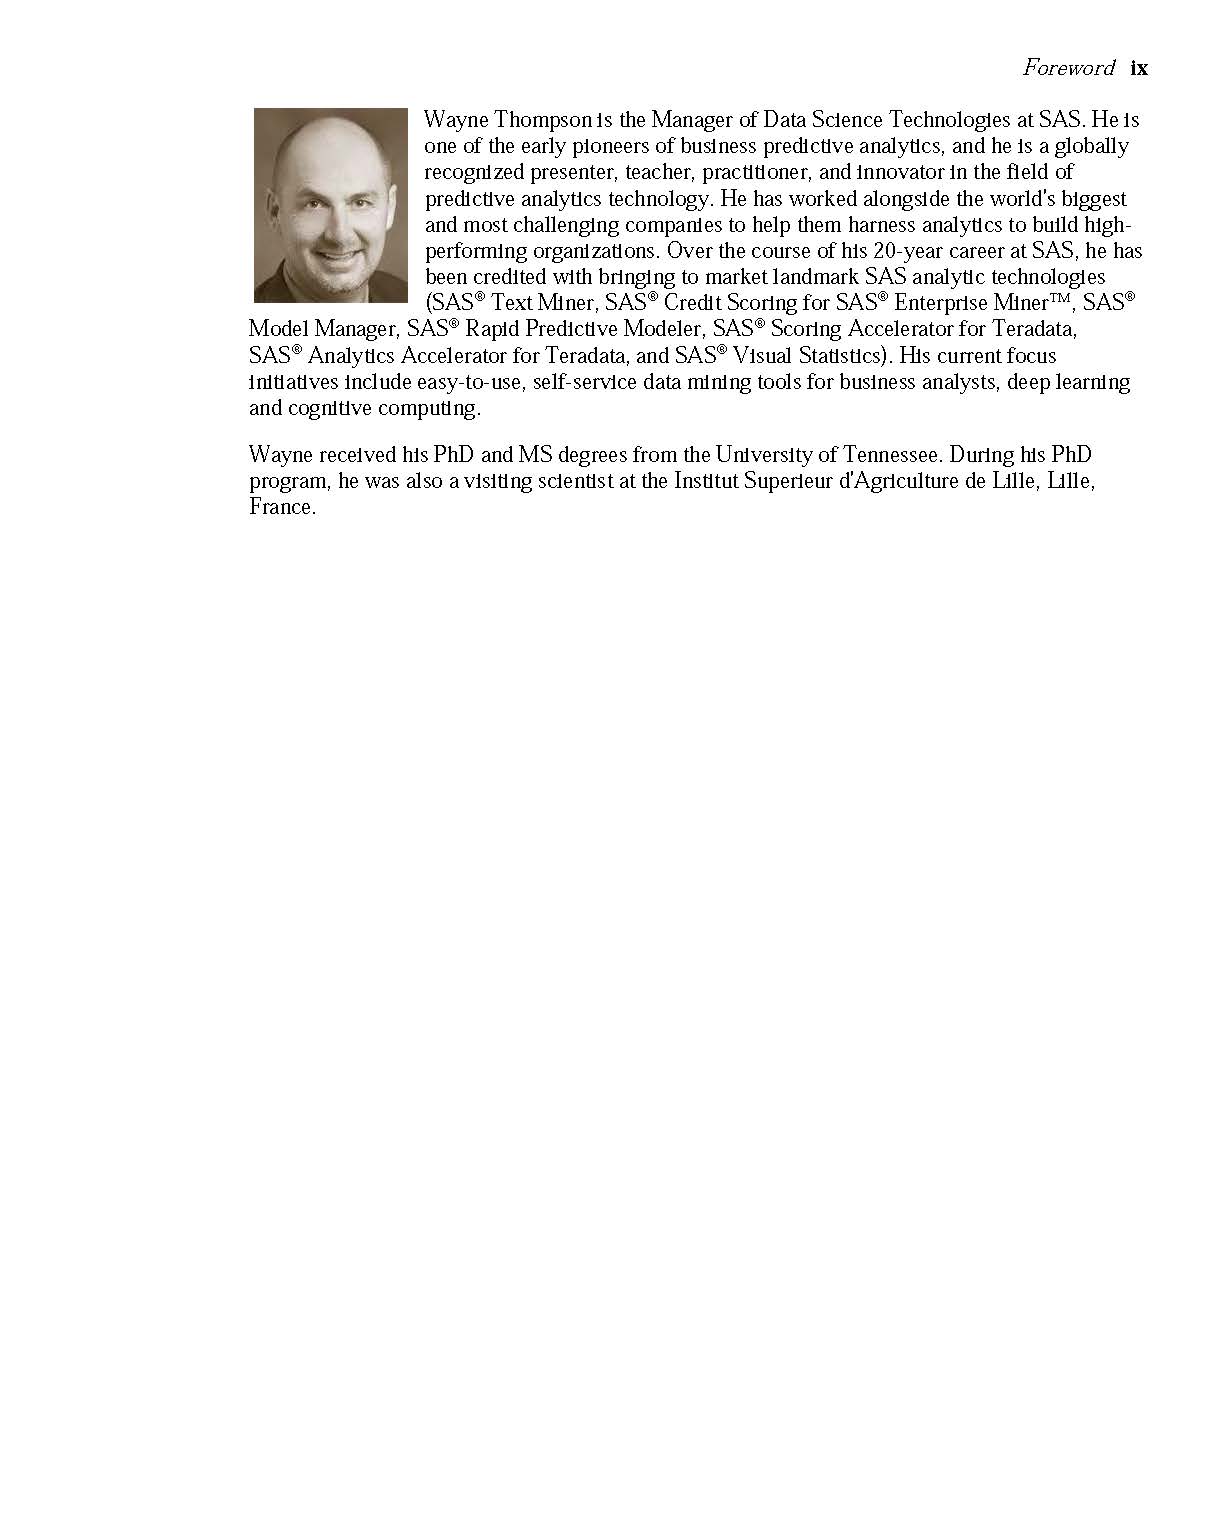 Foreword ix
Wayne Thompson is the Manager of Data Science Technologies at SAS. He is
one of the early pioneers of business predictive analytics, and he is a globally
recognized presenter, teacher, practitioner, and innovator in the field of
predictive analytics technology. He has worked alongside the world's biggest
and most challenging companies to help them harness analytics to build high-
performing organizations. Over the course of his 20-year career at SAS, he has
been credited with bringing to market landmark SAS analytic technologies
(SAS® Text Miner, SAS® Credit Scoring for SAS® Enterprise Miner™, SAS®
Model Manager, SAS® Rapid Predictive Modeler, SAS® Scoring Accelerator for Teradata,
SAS® Analytics Accelerator for Teradata, and SAS® Visual Statistics). His current focus
initiatives include easy-to-use, self-service data mining tools for business analysts, deep learning
and cognitive computing.
Wayne received his PhD and MS degrees from the University of Tennessee. During his PhD
program, he was also a visiting scientist at the Institut Superieur d'Agriculture de Lille, Lille,
France.